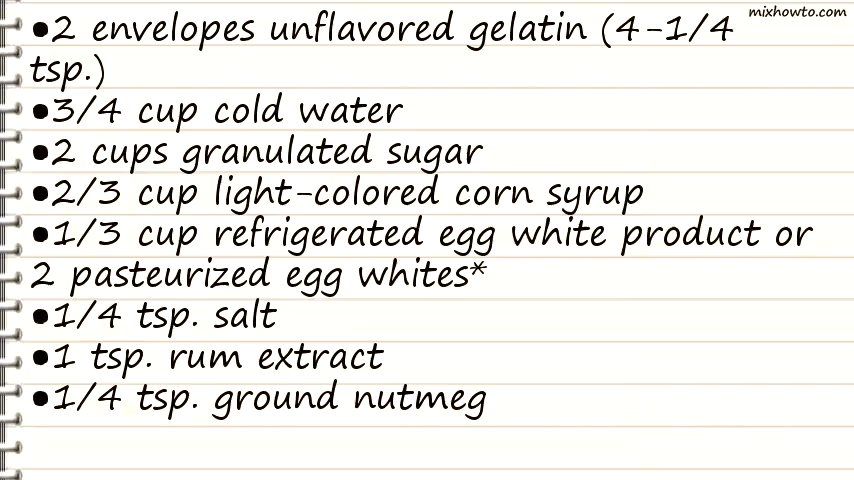 mixhowto.com
•2 envelopes unflavored gelatin (4-1/4
tsp.)
•3/4 cup cold water
•2 cups granulated sugar
•2/3 cup light-colored corn syrup
•1/3 cup refrigerated egg white product or
2 pasteurized egg whites*
•1/4 tsp. salt
•1 tsp. rum extract
•1/4 tsp. ground nutmeg